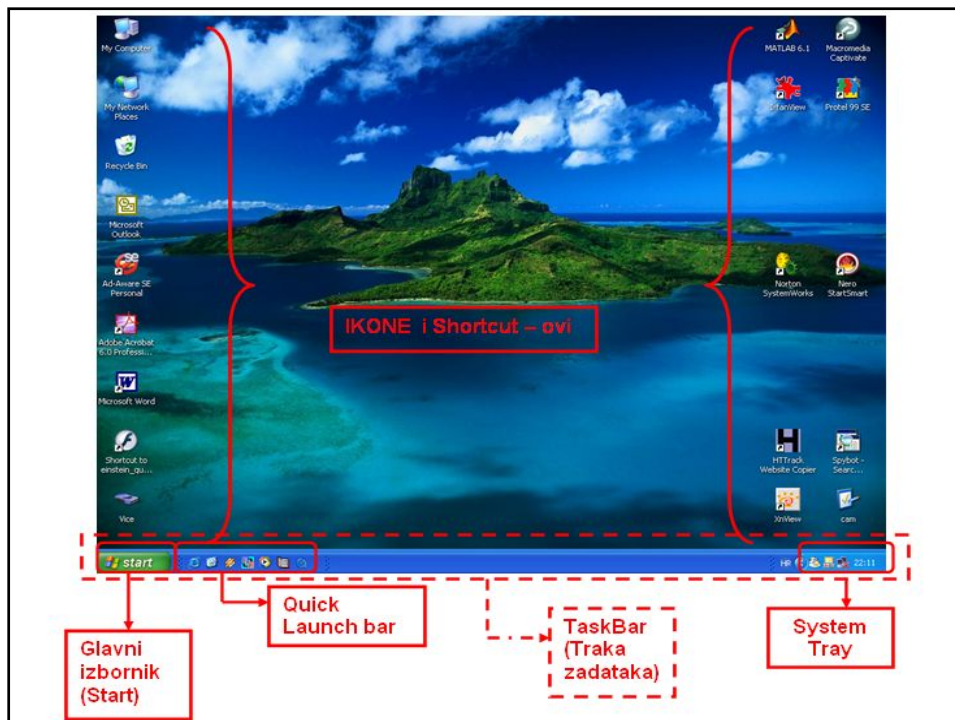 My Computer
My Network
Places
Recycle Bin
Microsoft
Outlook
Ad-Aware SE
Personal
Adobe Acrobat
6.0 Professi...
Microsoft Word
Shortcut to
einstein_qu...
Vice
MATLAB 6.1
Macromedia
Captivate
IrfanView
Protel 99 SE
Norton
SystemWorks
Nero
StartSmart
HTTrack
Website Copier
Spybot -
Searc...
XnView
cam
IKONE i Shortcut – ovi
start
HR
22:11
Glavni
izbornik
(Start)
Quick
Launch bar
TaskBar
(Traka
zadataka)
System
Tray